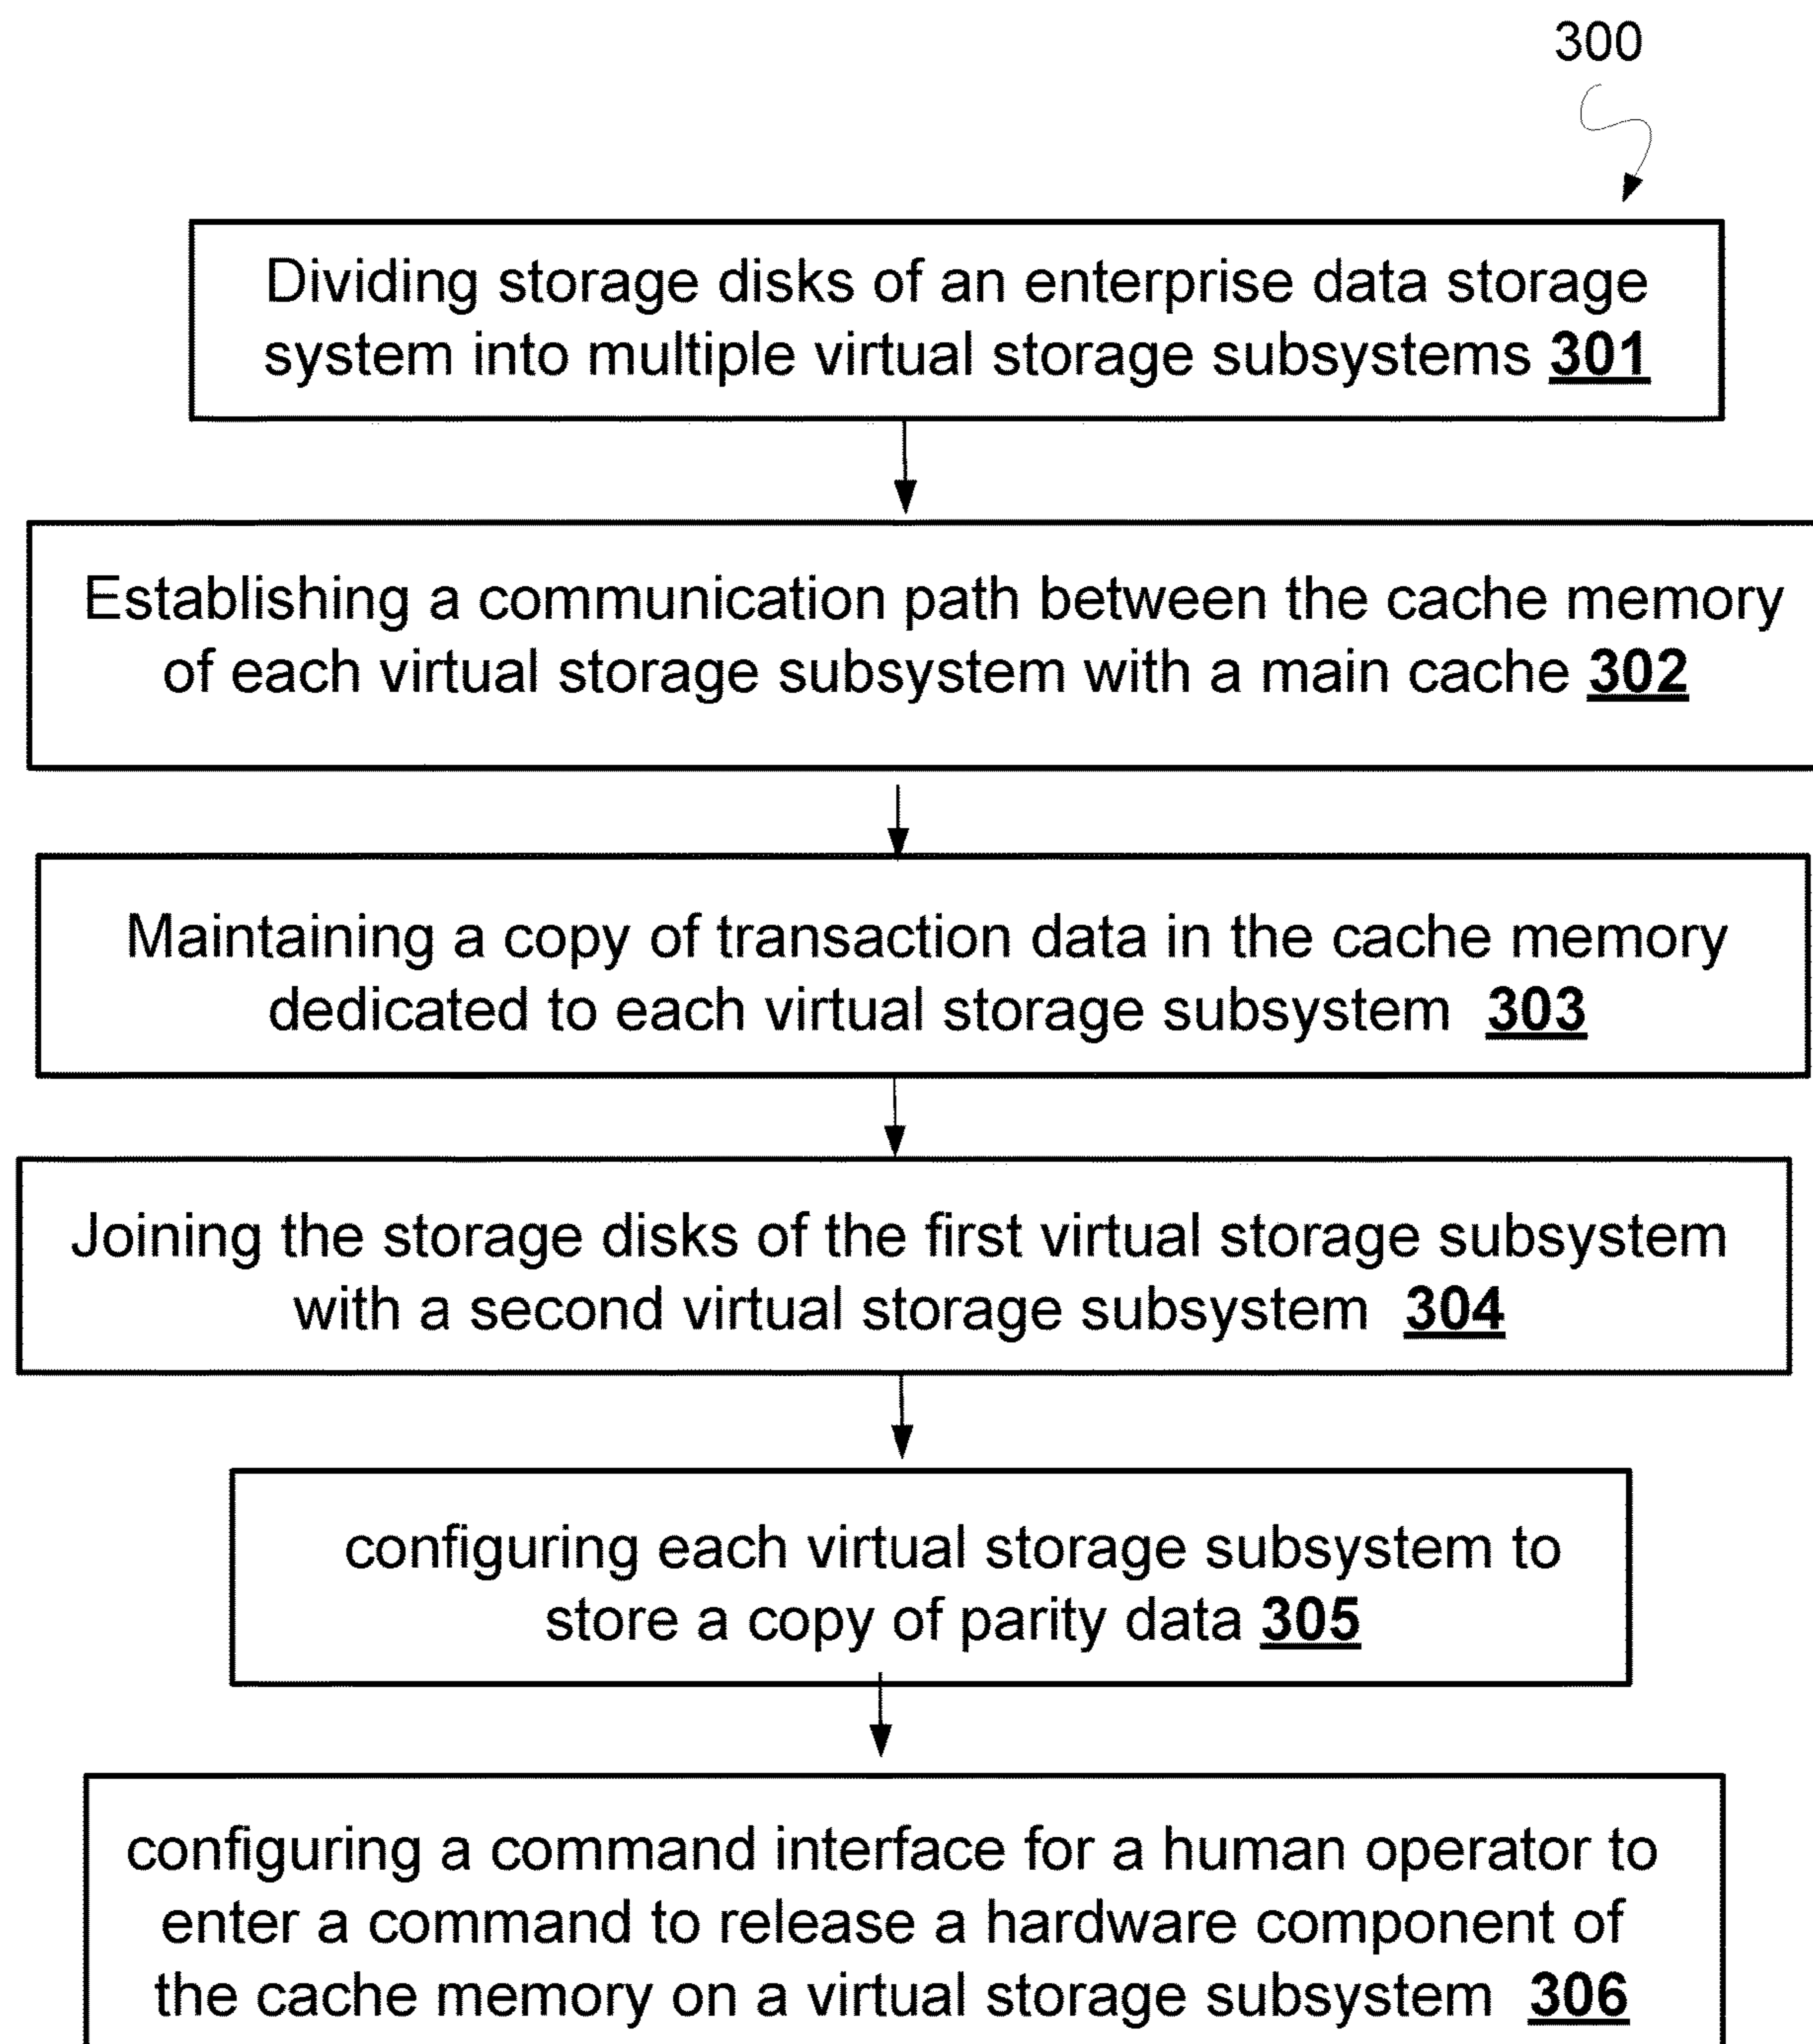 300
Dividing storage disks of an enterprise data storage
system into multiple virtual storage subsystems 301
Establishing a communication path between the cache memory
of each virtual storage subsystem with a main cache 302
Maintaining a copy of transaction data in the cache memory
dedicated to each virtual storage subsystem 303
Joining the storage disks of the first virtual storage subsystem
with a second virtual storage subsystem 304
configuring each virtual storage subsystem to
store a copy of parity data 305
configuring a command interface for a human operator to
enter a command to release a hardware component of
the cache memory on a virtual storage subsystem 306